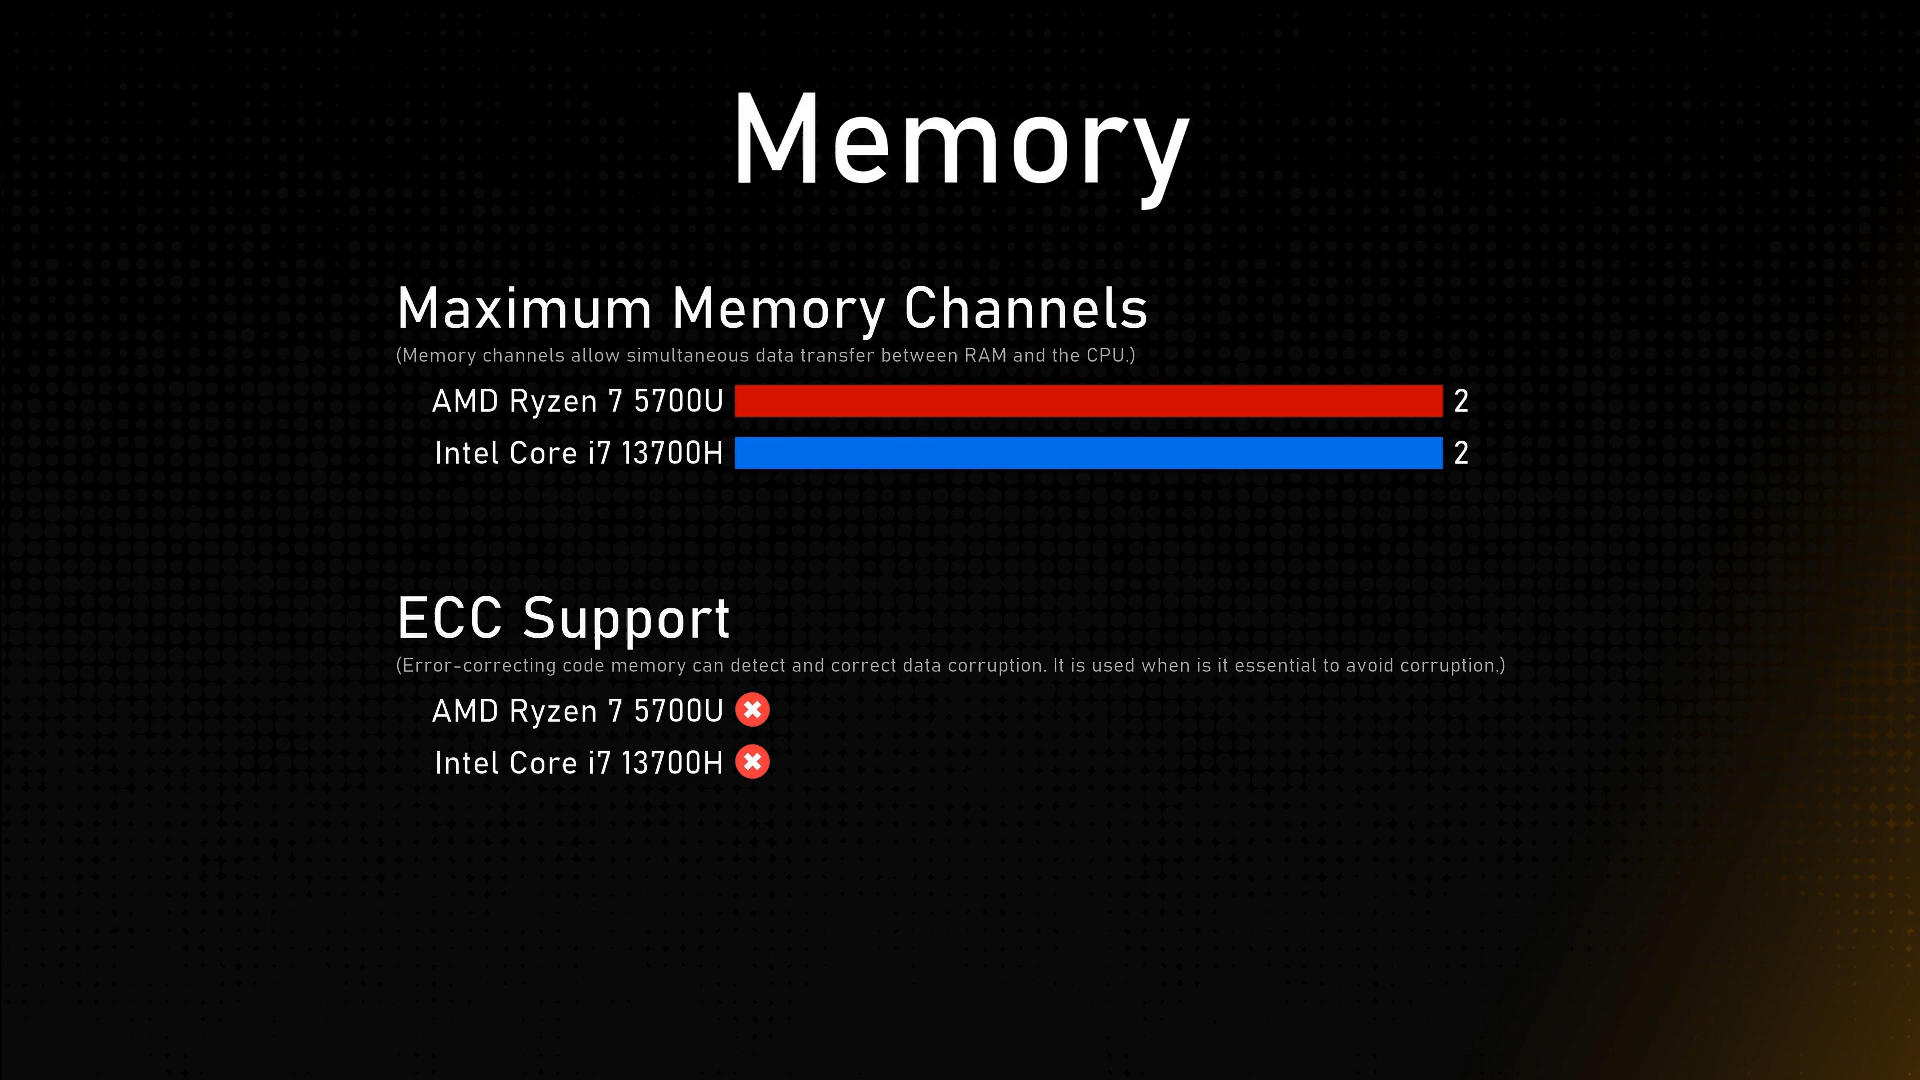 Memory
Maximum Memory Channels
(Memory channels allow simultaneous data transfer between RAM and the CPU.)
AMD Ryzen 7 5700U 2
Intel Core i7 13700H 2
ECC Support
(Error-correcting code memory can detect and correct data corruption. It is used when is it essential to avoid corruption.)
AMD Ryzen 7 5700U
Intel Core i7 13700H